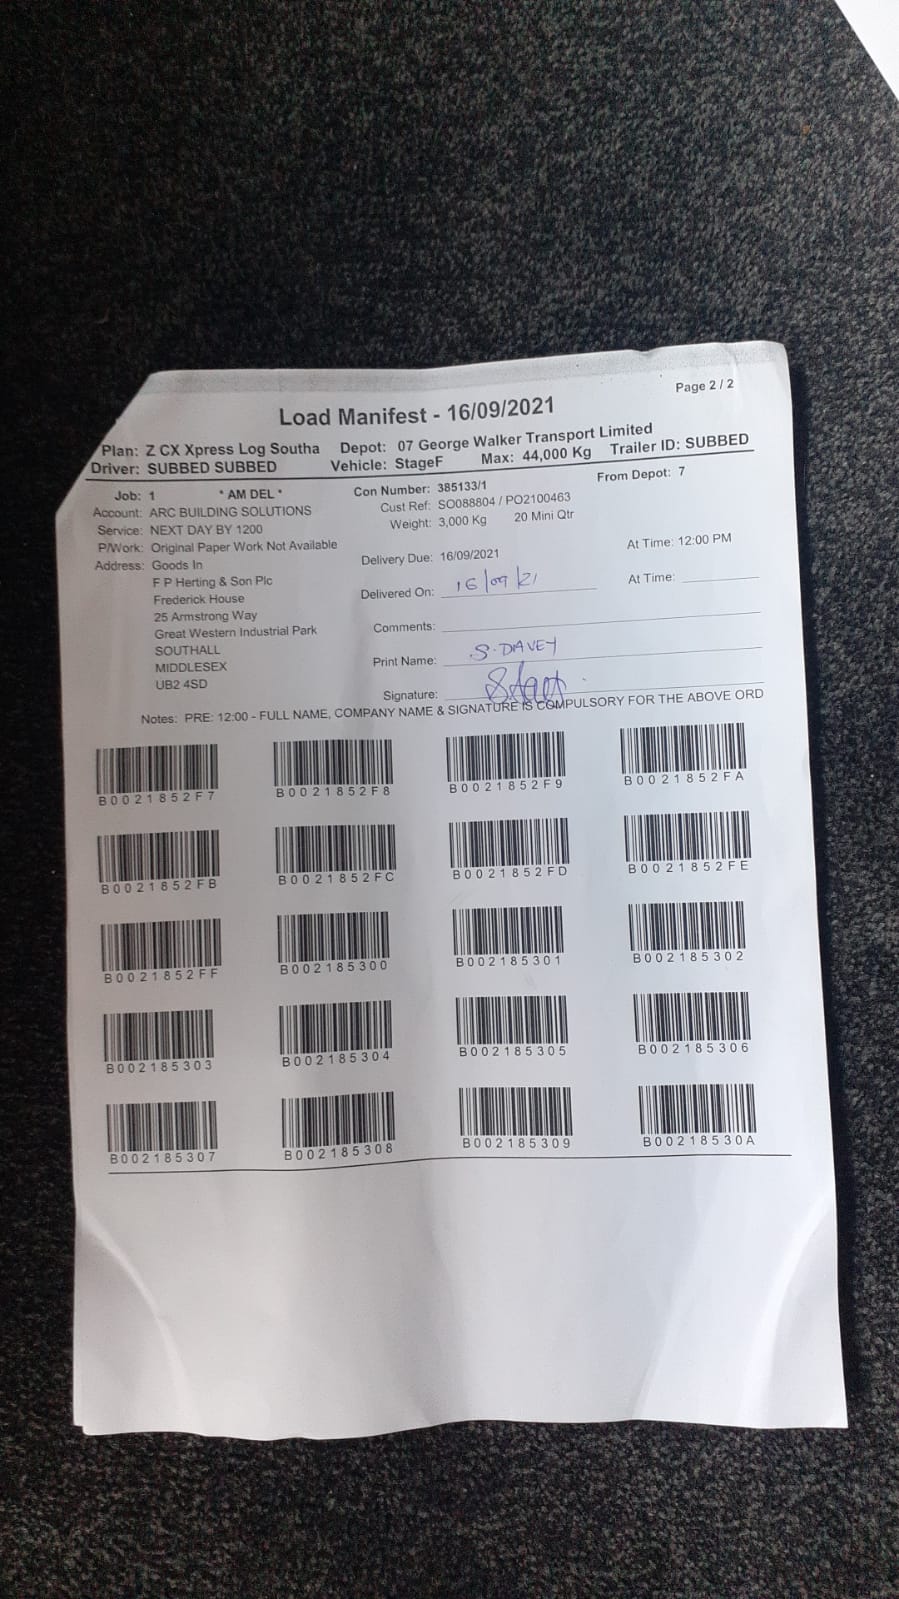 Page 2 / 2
Load Manifest - 16/09/2021
Plan: Z CX Xpress Log Southa Depot: 07 George Walker Transport Limited
Driver: SUBBED SUBBED Vehicle: StageF Max: 44,000 Kg Trailer ID: SUBBED
Job: 1 * AM DEL * Con Number: 385133/1 From Depot: 7
Account: ARC BUILDING SOLUTIONS Cust Ref: SO088804 / PO2100463
Service: NEXT DAY BY 1200 Weight: 3,000 Kg 20 Mini Qtr
P/Work: Original Paper Work Not Available Delivery Due: 16/09/2021 At Time: 12:00 PM
Address: Goods In
F P Herting & Son Plc Delivered On: 16/09/21 At Time:
Frederick House
25 Armstrong Way Comments:
Great Western Industrial Park
SOUTHALL Print Name: S. DAVEY
MIDDLESEX
UB2 4SD Signature:
Notes: PRE: 12:00 - FULL NAME, COMPANY NAME & SIGNATURE IS COMPULSORY FOR THE ABOVE ORD
B0021852F7 B0021852F8 B0021852F9 B0021852FA
B0021852FB B0021852FC B0021852FD B0021852FE
B0021852FF B002185300 B002185301 B002185302
B002185303 B002185304 B002185305 B002185306
B002185307 B002185308 B002185309 B00218530A